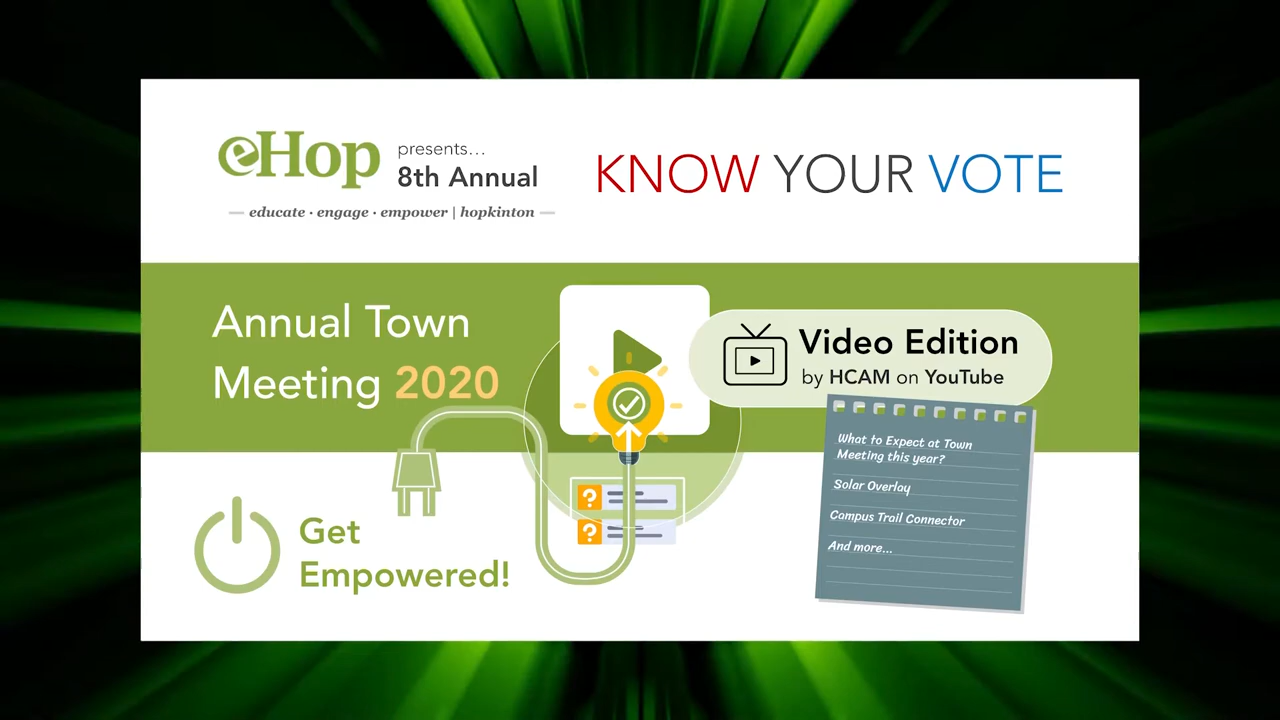 eHop
presents...
8th Annual
educate · engage · empower | hopkinton
KNOW YOUR VOTE
Annual Town
Meeting 2020
Video Edition
by HCAM on YouTube
What to Expect at Town
Meeting this year?
Solar Overlay
Campus Trail Connector
And more...
?
?
Get
Empowered!